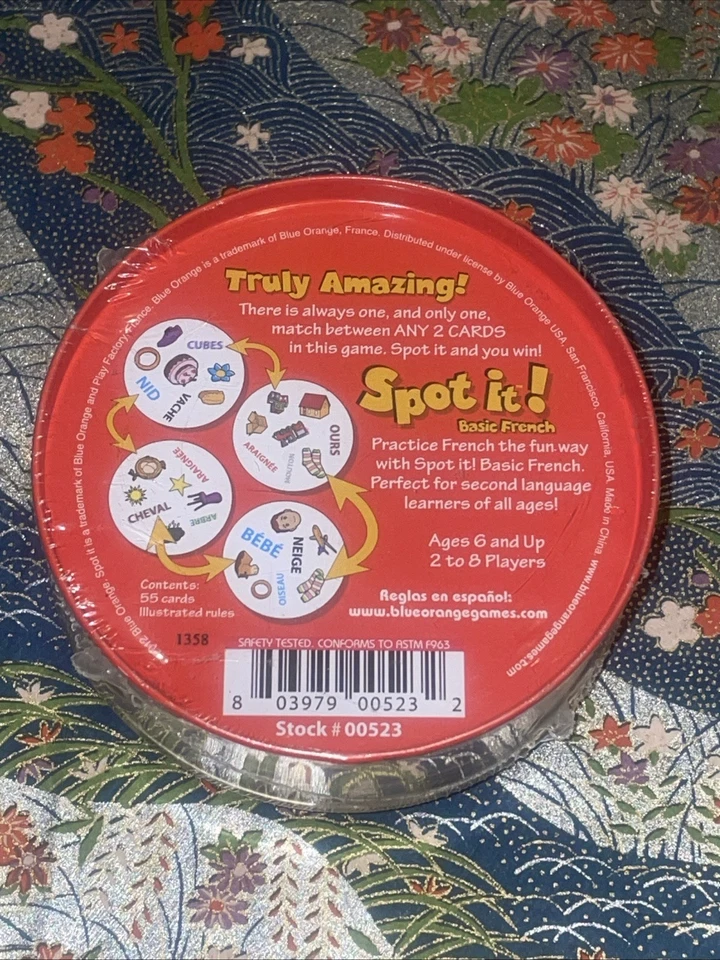 2012 Blue Orange. Spot it is a trademark of Blue Orange and Play Factory, France. Blue Orange is a trademark of Blue Orange, France. Distributed under license by Blue Orange USA, San Francisco, California, USA. Made in China. www.blueorangegames.com
Truly Amazing!
There is always one, and only one,
match between ANY 2 CARDS
in this game. Spot it and you win!
CUBES
NID
VACHE
OURS
ARAIGNÉE
MOUTON
ARAIGNÉE
CHEVAL
ARBRE
BÉBÉ
NEIGE
OISEAU
Spot it!
Basic French
Practice French the fun way
with Spot it! Basic French.
Perfect for second language
learners of all ages!
Ages 6 and Up
2 to 8 Players
Contents:
55 cards
Illustrated rules
Reglas en español:
www.blueorangegames.com
1358
SAFETY TESTED. CONFORMS TO ASTM F963
8 03979 00523 2
Stock # 00523